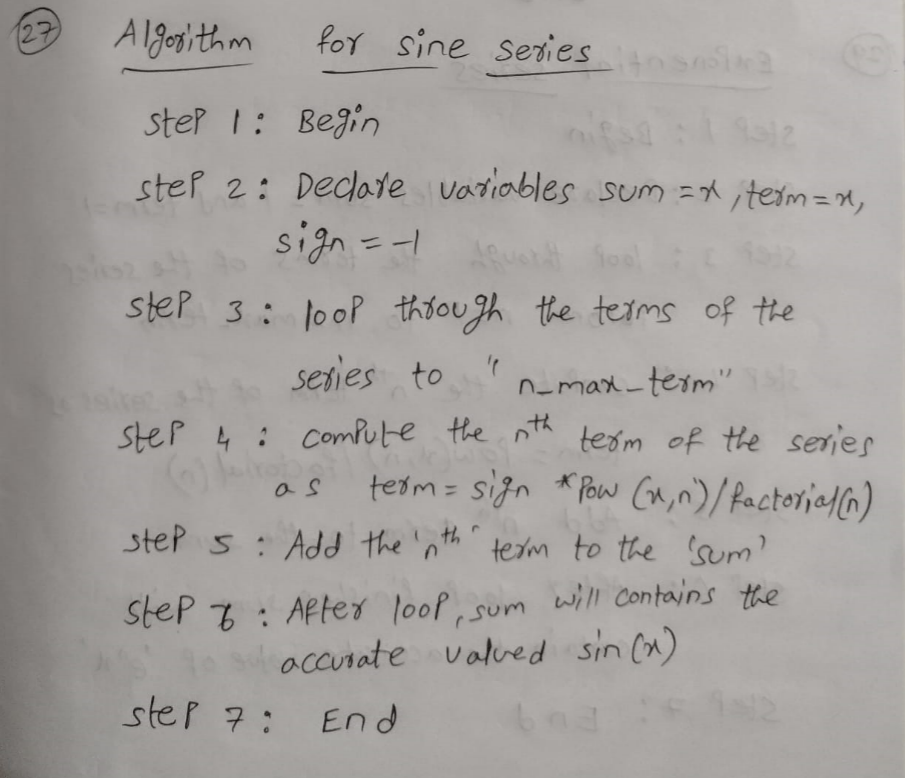 27 Algorithm for sine series
step 1: Begin
step 2: Declare variables sum=x, term=x,
sign=-1
step 3: loop through the terms of the
series to "n_max_term"
step 4: compute the nth term of the series
as term = sign * pow (x,n)/factorial(n)
step 5: Add the 'nth" term to the 'sum'
step 6: After loop, sum will contains the
accurate valued sin(x)
step 7: End